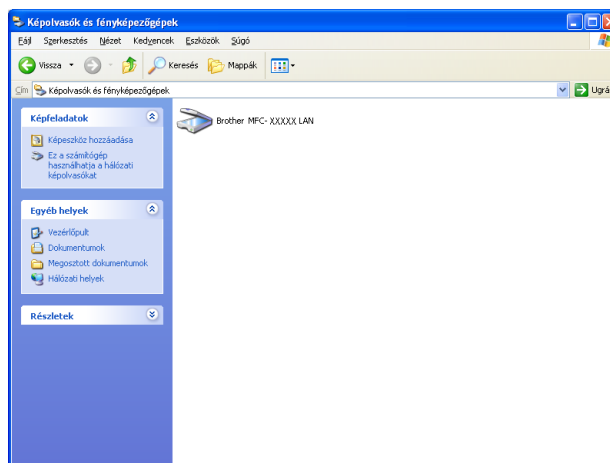 Képolvasók és fényképezőgépek
Fájl Szerkesztés Nézet Kedvencek Eszközök Súgó
Vissza Keresés Mappák
Cím Képolvasók és fényképezőgépek Ugrá
Képfeladatok
Képeszköz hozzáadása
Ez a számítógép
használhatja a hálózati
képolvasókat
Egyéb helyek
Vezérlőpult
Dokumentumok
Megosztott dokumentumok
Hálózati helyek
Részletek
Brother MFC- XXXXX LAN